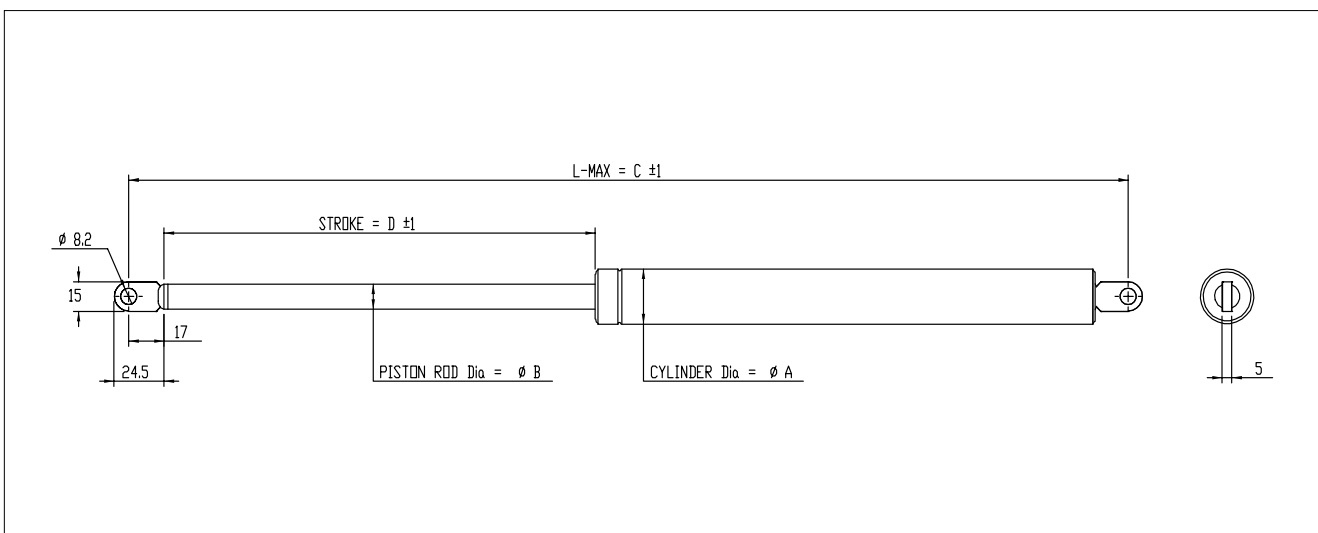 L-MAX = C ±1
STROKE = D ±1
ø 8.2
15
17
24.5
PISTON ROD Dia = ø B
CYLINDER Dia = ø A
5